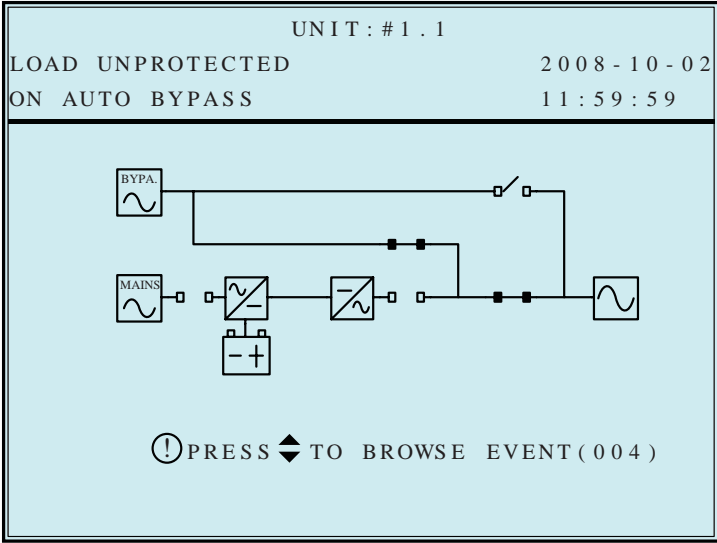 UNIT:#1.1
LOAD UNPROTECTED 2008-10-02
ON AUTO BYPASS 11:59:59
BYPA.
MAINS
PRESS TO BROWSE EVENT(004)